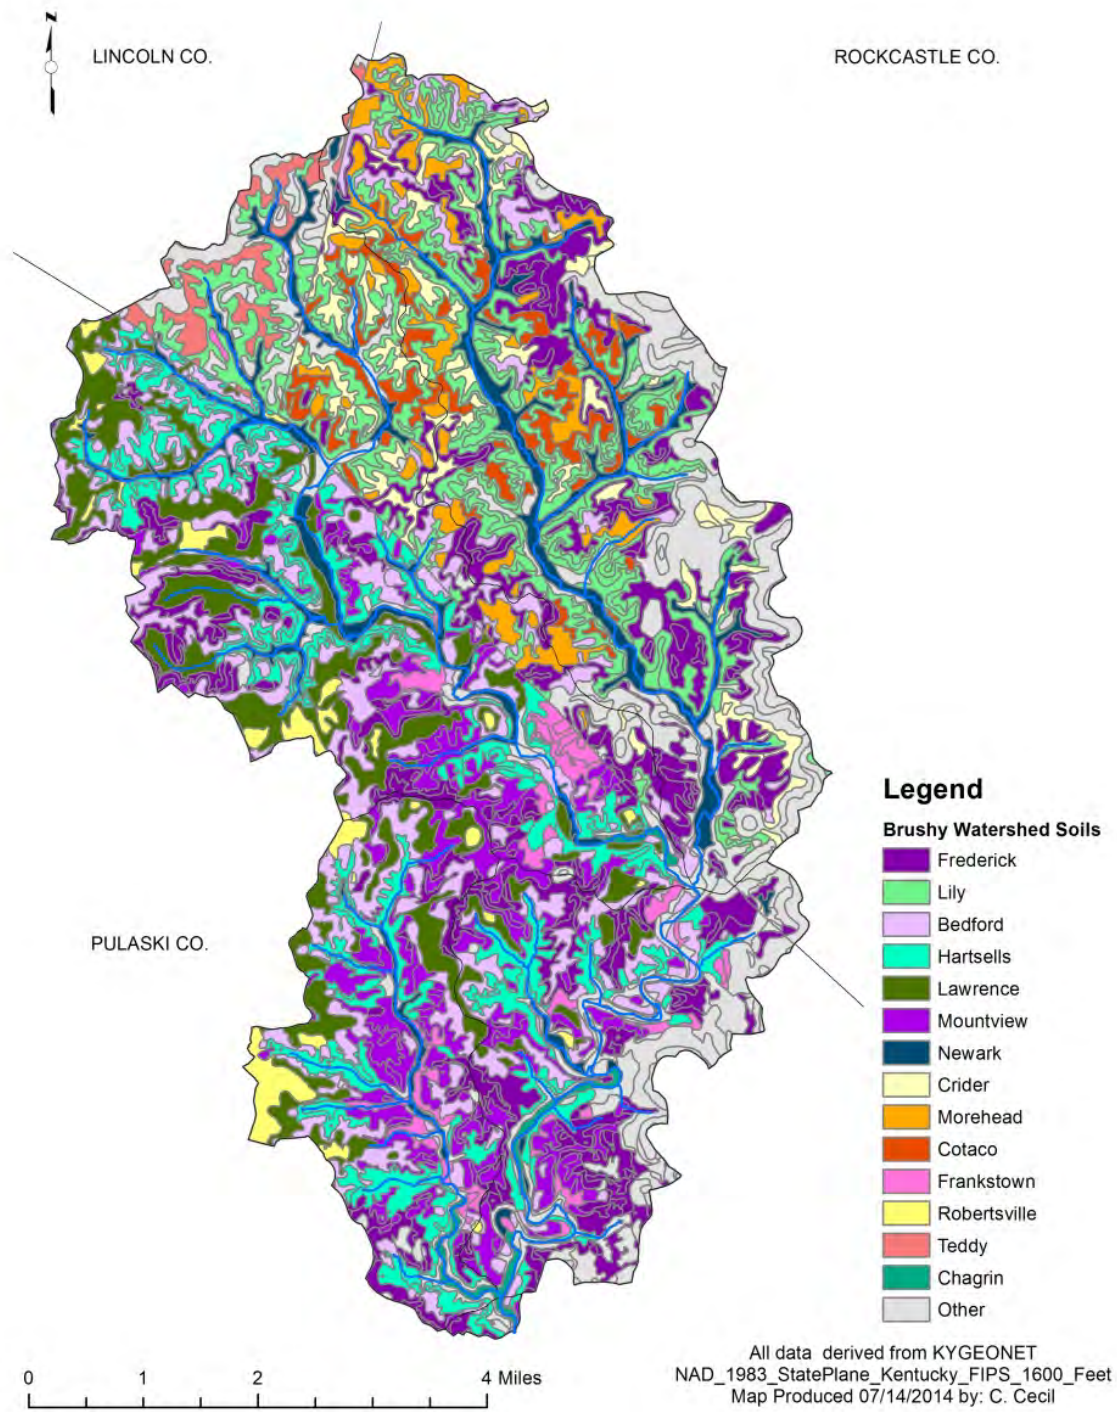 N
LINCOLN CO.
ROCKCASTLE CO.
PULASKI CO.
Legend
Brushy Watershed Soils
Frederick
Lily
Bedford
Hartsells
Lawrence
Mountview
Newark
Crider
Morehead
Cotaco
Frankstown
Robertsville
Teddy
Chagrin
Other
0 1 2 4 Miles
All data derived from KYGEONET
NAD_1983_StatePlane_Kentucky_FIPS_1600_Feet
Map Produced 07/14/2014 by: C. Cecil